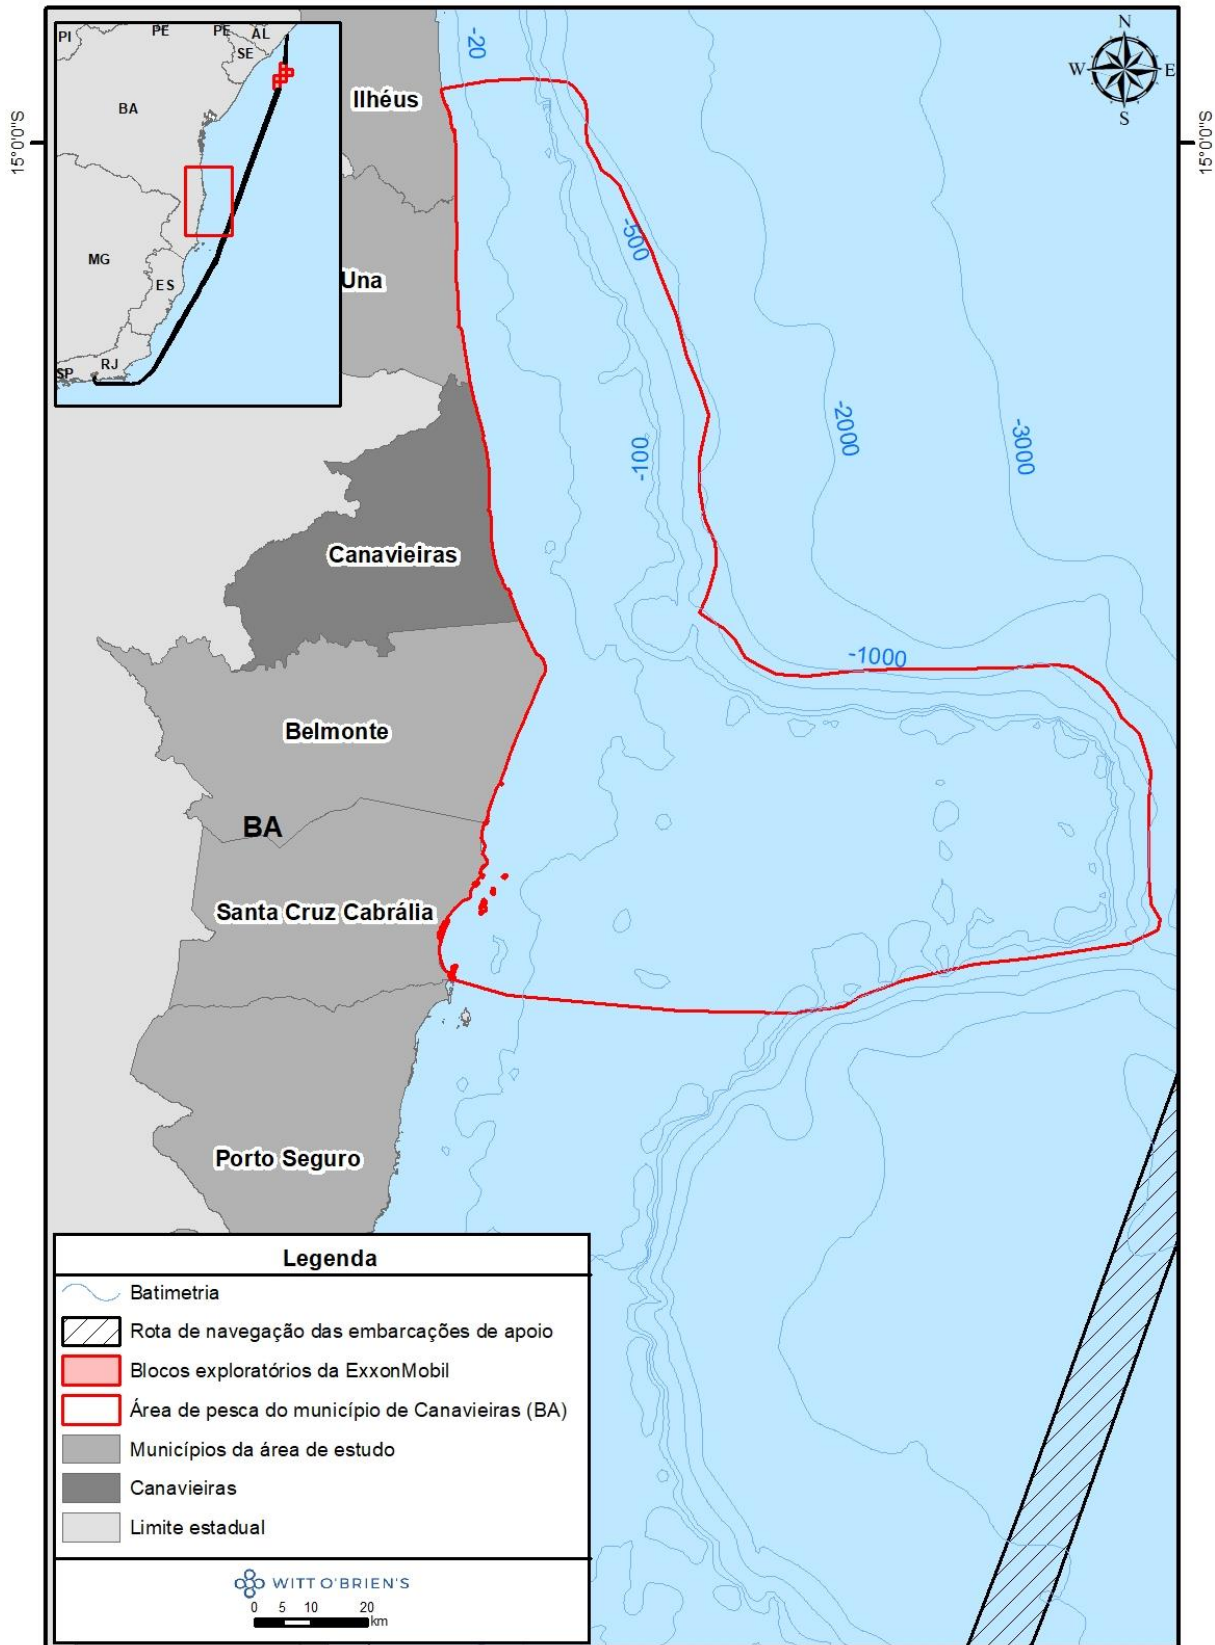 PI
PE
PE
AL
SE
BA
MG
ES
RJ
SP
N
W
E
S
15°0'0"S
15°0'0"S
-20
Ilhéus
-500
Una
-100
-2000
-3000
Canavieiras
-1000
Belmonte
BA
Santa Cruz Cabrália
Porto Seguro
Legenda
Batimetria
Rota de navegação das embarcações de apoio
Blocos exploratórios da ExxonMobil
Área de pesca do município de Canavieiras (BA)
Municípios da área de estudo
Canavieiras
Limite estadual
WITT O'BRIEN'S
0 5 10 20
km